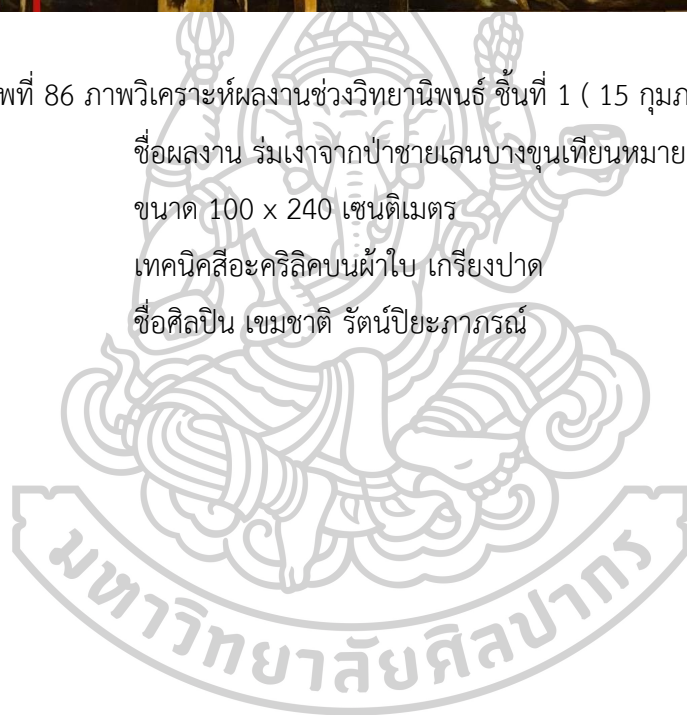 พที่ 86 ภาพวิเคราะห์ผลงานช่วงวิทยานิพนธ์ ชิ้นที่ 1 ( 15 กุมภ
ชื่อผลงาน ร่มเงาจากป่าชายเลนบางขุนเทียนหมาย
ขนาด 100 x 240 เซนติเมตร
เทคนิคสีอะคริลิคบนผ้าใบ เกรียงปาด
ชื่อศิลปิน เขมชาติ รัตน์ปิยะภาภรณ์
มหาวิทยาลัยศิลปากร